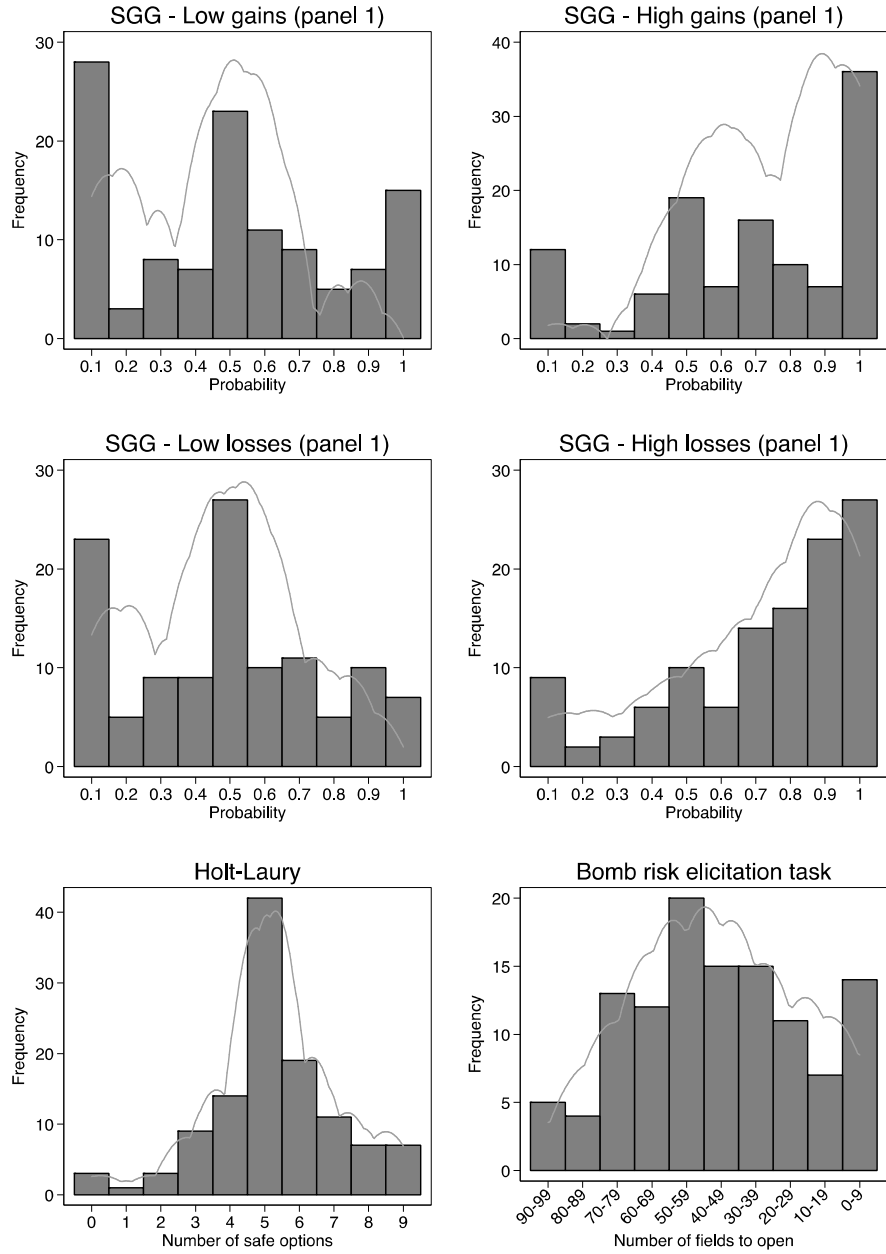 SGG - Low gains (panel 1)
30
20
10
0
Frequency
0.1 0.2 0.3 0.4 0.5 0.6 0.7 0.8 0.9 1
Probability
SGG - High gains (panel 1)
40
30
20
10
0
Frequency
0.1 0.2 0.3 0.4 0.5 0.6 0.7 0.8 0.9 1
Probability
SGG - Low losses (panel 1)
30
20
10
0
Frequency
0.1 0.2 0.3 0.4 0.5 0.6 0.7 0.8 0.9 1
Probability
SGG - High losses (panel 1)
30
20
10
0
Frequency
0.1 0.2 0.3 0.4 0.5 0.6 0.7 0.8 0.9 1
Probability
Holt-Laury
40
30
20
10
0
Frequency
0 1 2 3 4 5 6 7 8 9
Number of safe options
Bomb risk elicitation task
20
15
10
5
0
Frequency
90-99 80-89 70-79 60-69 50-59 40-49 30-39 20-29 10-19 0-9
Number of fields to open